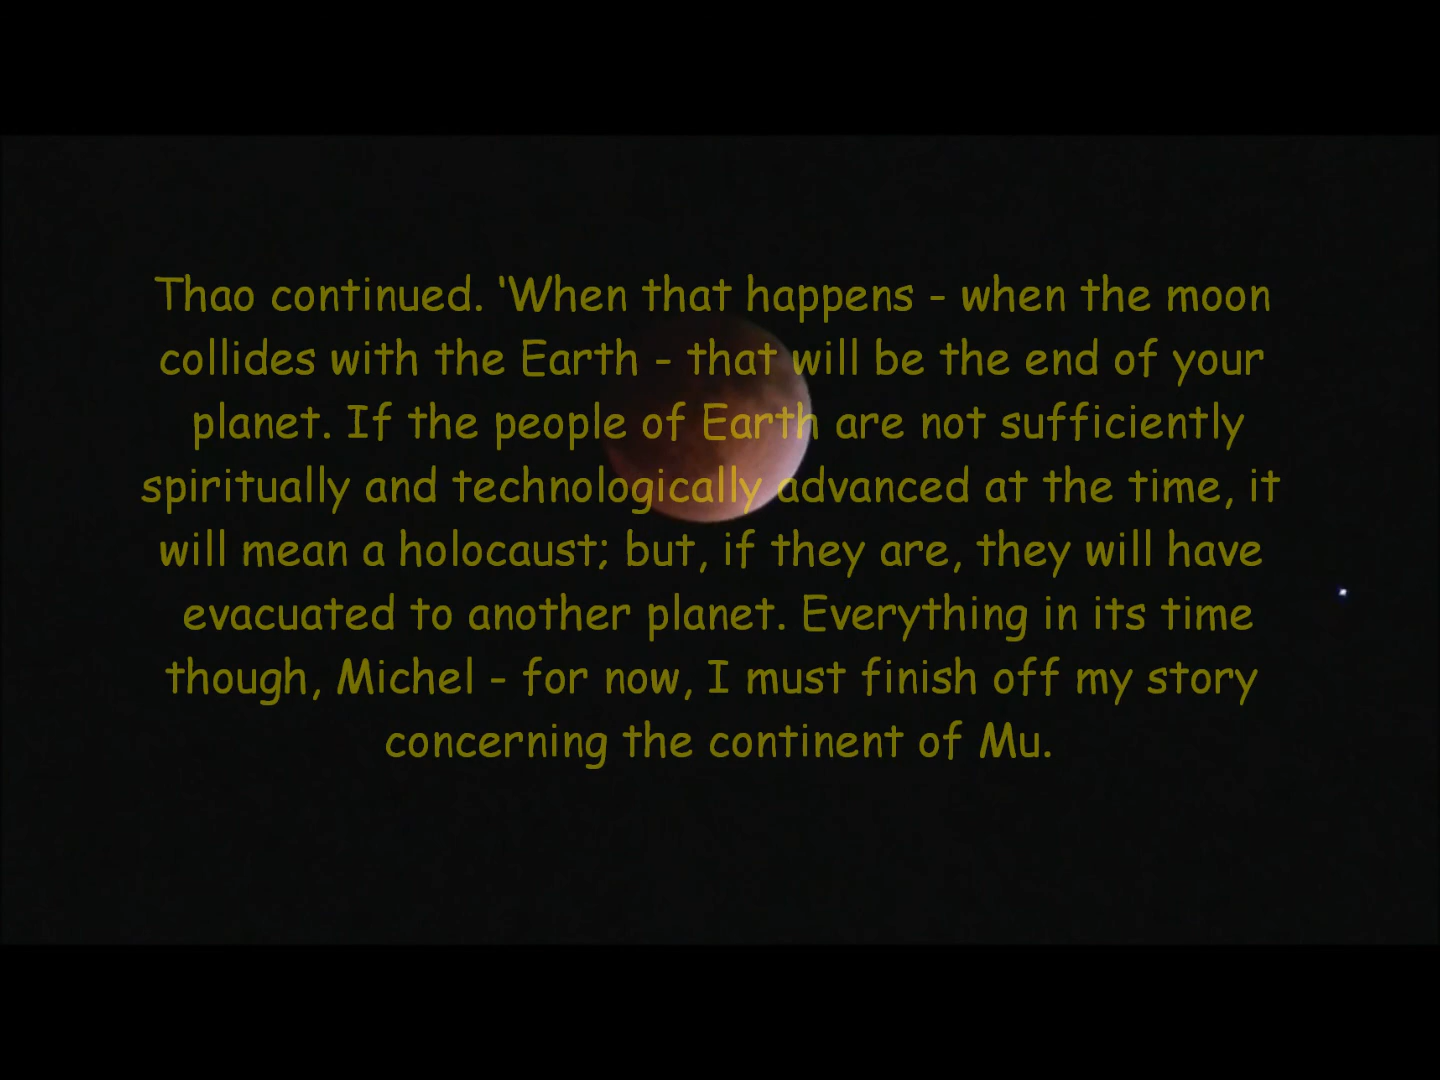 Thao continued. 'When that happens - when the moon
collides with the Earth - that will be the end of your
planet. If the people of Earth are not sufficiently
spiritually and technologically advanced at the time, it
will mean a holocaust; but, if they are, they will have
evacuated to another planet. Everything in its time
though, Michel - for now, I must finish off my story
concerning the continent of Mu.